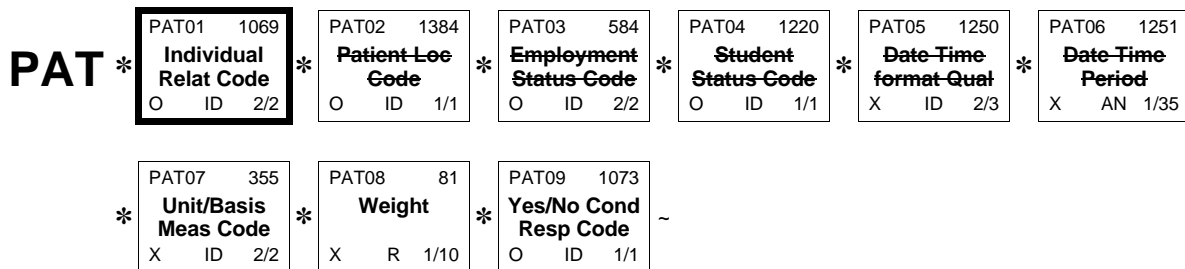 PAT * PAT01 1069 * PAT02 1384 * PAT03 584 * PAT04 1220 * PAT05 1250 * PAT06 1251
Individual Patient Loc Employment Student Date Time Date Time
Relat Code Code Status Code Status Code format Qual Period
O ID 2/2 O ID 1/1 O ID 2/2 O ID 1/1 X ID 2/3 X AN 1/35
* PAT07 355 * PAT08 81 * PAT09 1073 ~
Unit/Basis Weight Yes/No Cond
Meas Code Resp Code
X ID 2/2 X R 1/10 O ID 1/1